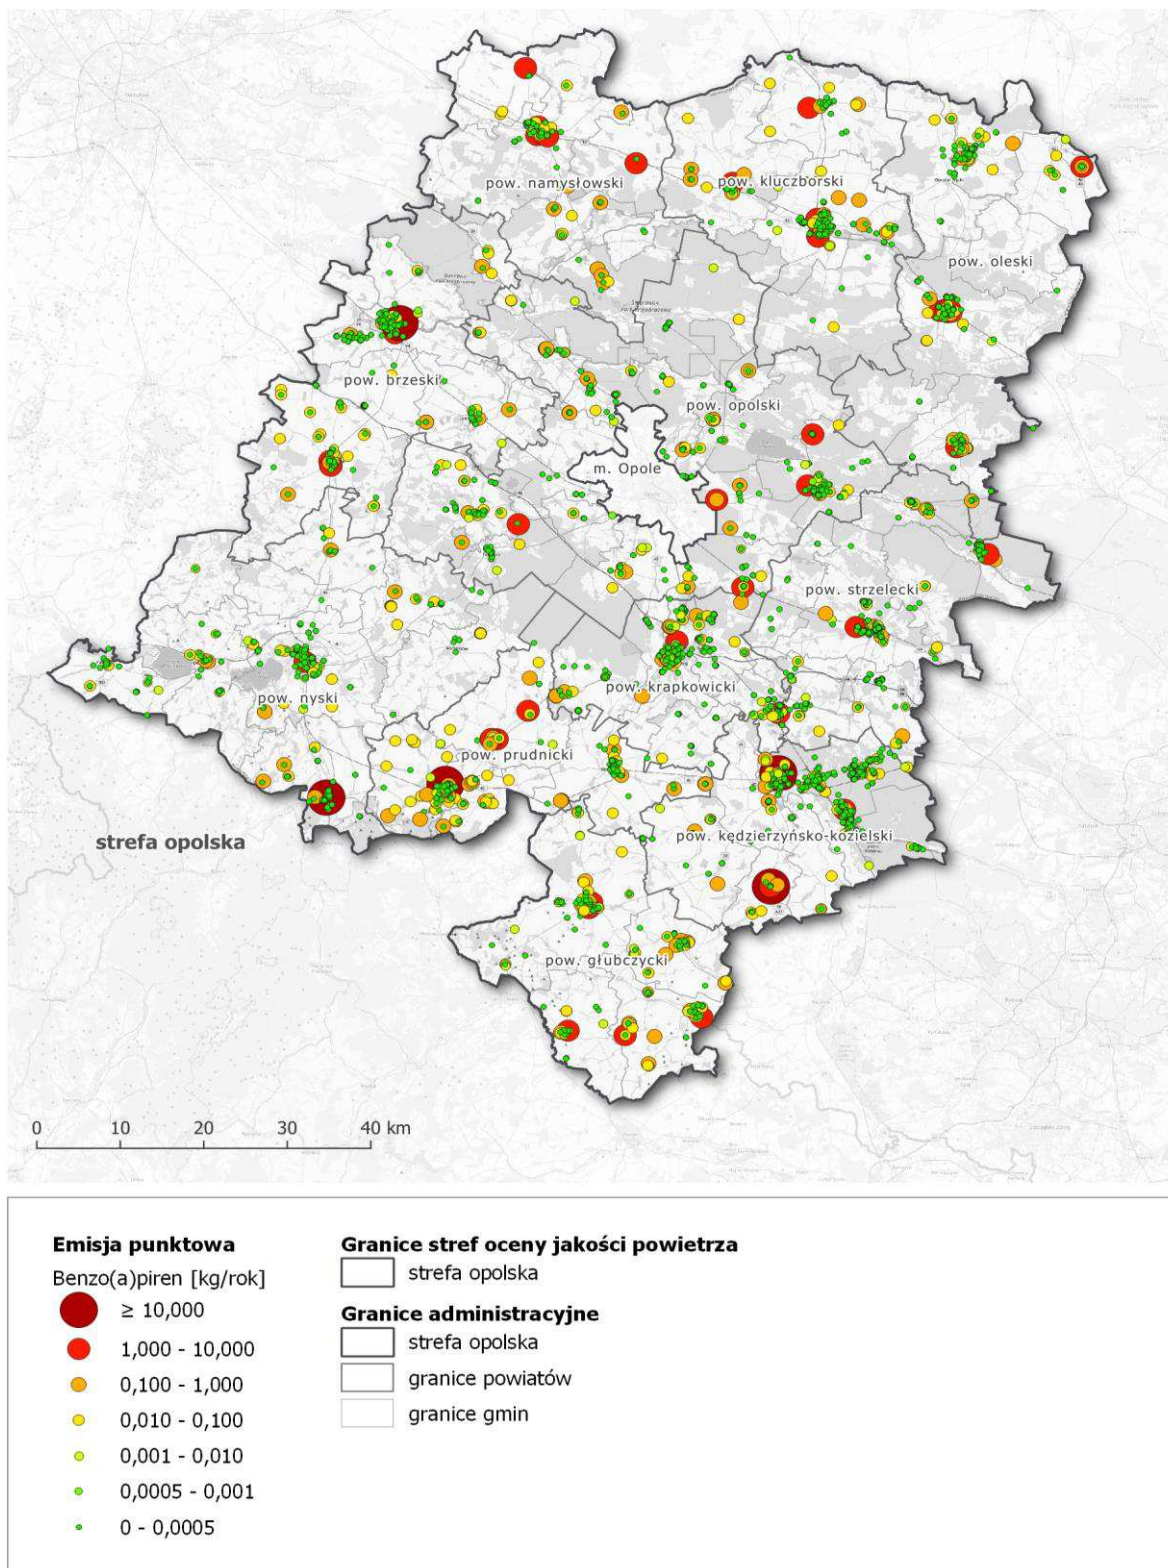 pow. namysłowski
pow. kluczborski
pow. oleski
pow. brzeski
pow. opolski
m. Opole
pow. strzelecki
pow. nyski
pow. krapkowicki
pow. prudnicki
strefa opolska
pow. kędzierzyńsko-kozielski
pow. głubczycki
0 10 20 30 40 km
Emisja punktowa
Benzo(a)piren [kg/rok]
≥ 10,000
1,000 - 10,000
0,100 - 1,000
0,010 - 0,100
0,001 - 0,010
0,0005 - 0,001
0 - 0,0005
Granice stref oceny jakości powietrza
strefa opolska
Granice administracyjne
strefa opolska
granice powiatów
granice gmin